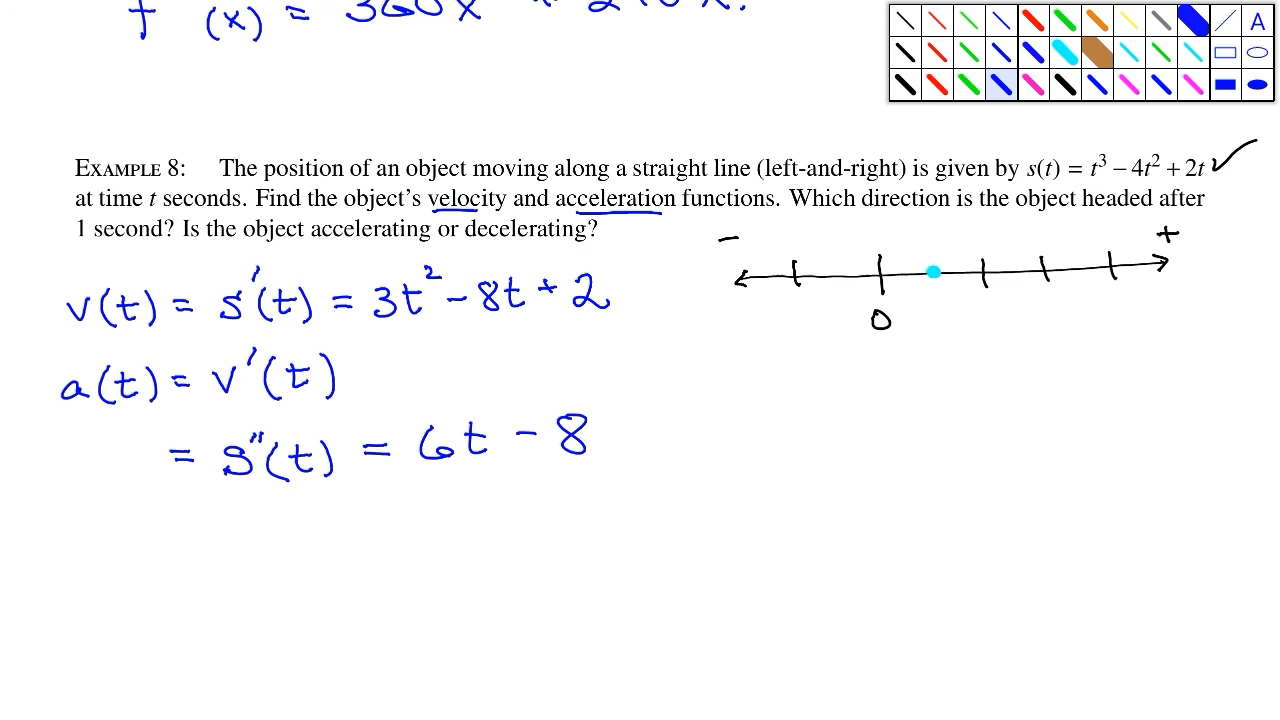 (x) =
A
EXAMPLE 8: The position of an object moving along a straight line (left-and-right) is given by s(t) = t³ − 4t² + 2t ✓
at time t seconds. Find the object’s velocity and acceleration functions. Which direction is the object headed after
1 second? Is the object accelerating or decelerating?
− +
0
v(t) = s'(t) = 3t² − 8t + 2
a(t) = v'(t)
= s"(t) = 6t − 8